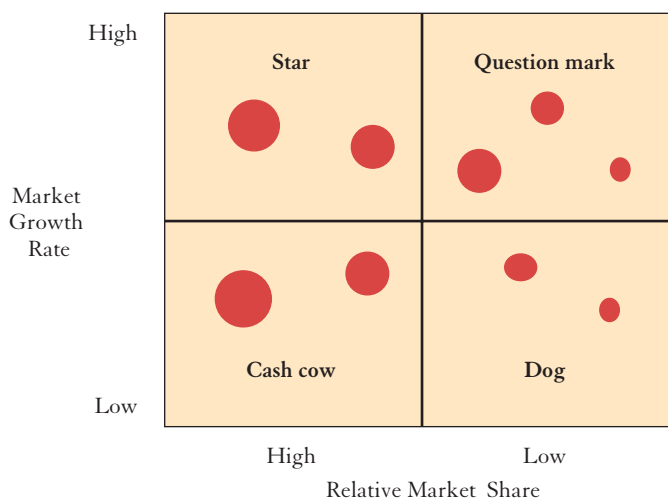 High
Star
Question mark
Market
Growth
Rate
Cash cow
Dog
Low
High
Low
Relative Market Share